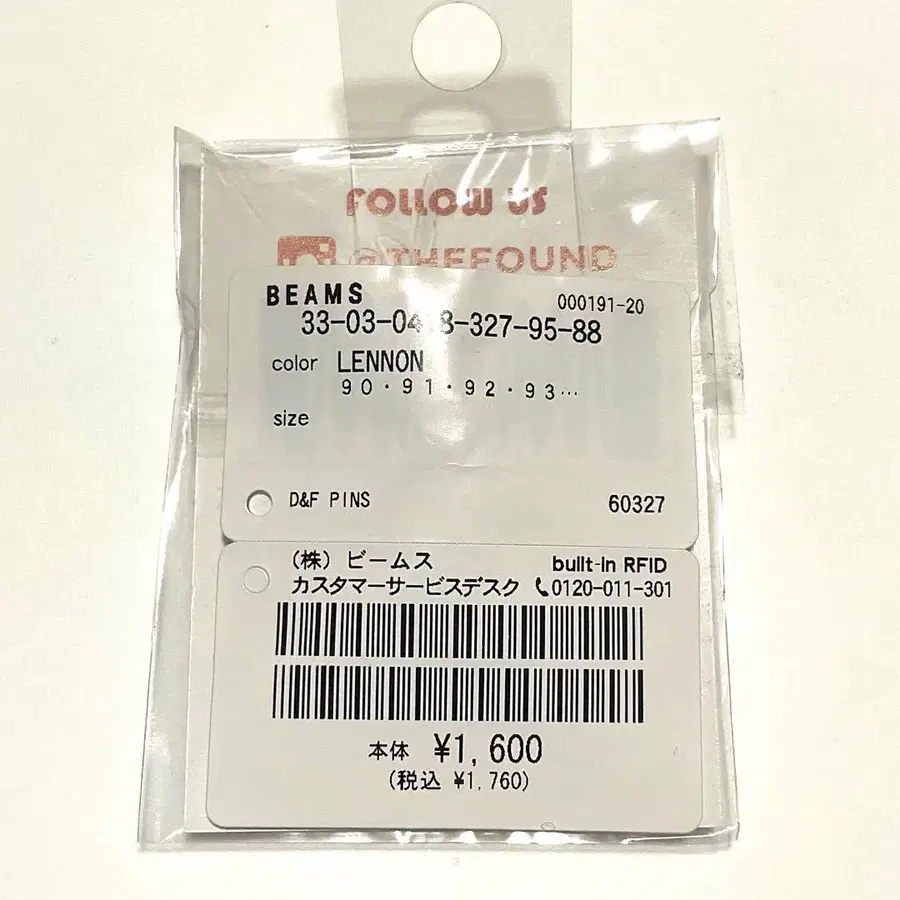 FOLLOW US
@THEFOUND
BEAMS 000191-20
33-03-04 8-327-95-88
color LENNON
90・91・92・93…
size
D&F PINS 60327
(株) ビームス built-in RFID
カスタマーサービスデスク 0120-011-301
本体 ¥1,600
(税込 ¥1,760)